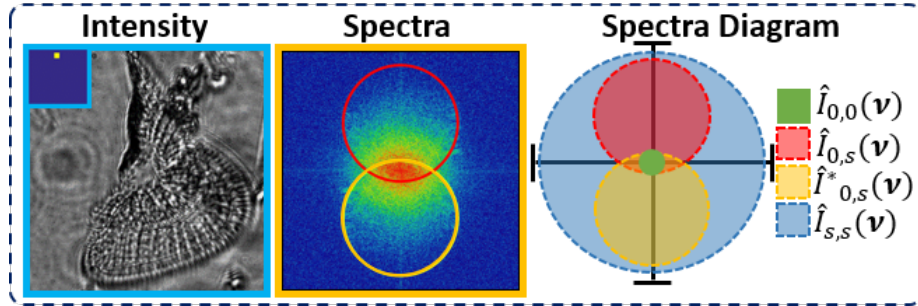 Intensity
Spectra
Spectra Diagram
Î₀,₀(𝝂)
Î₀,ₛ(𝝂)
Î*₀,ₛ(𝝂)
Îₛ,ₛ(𝝂)